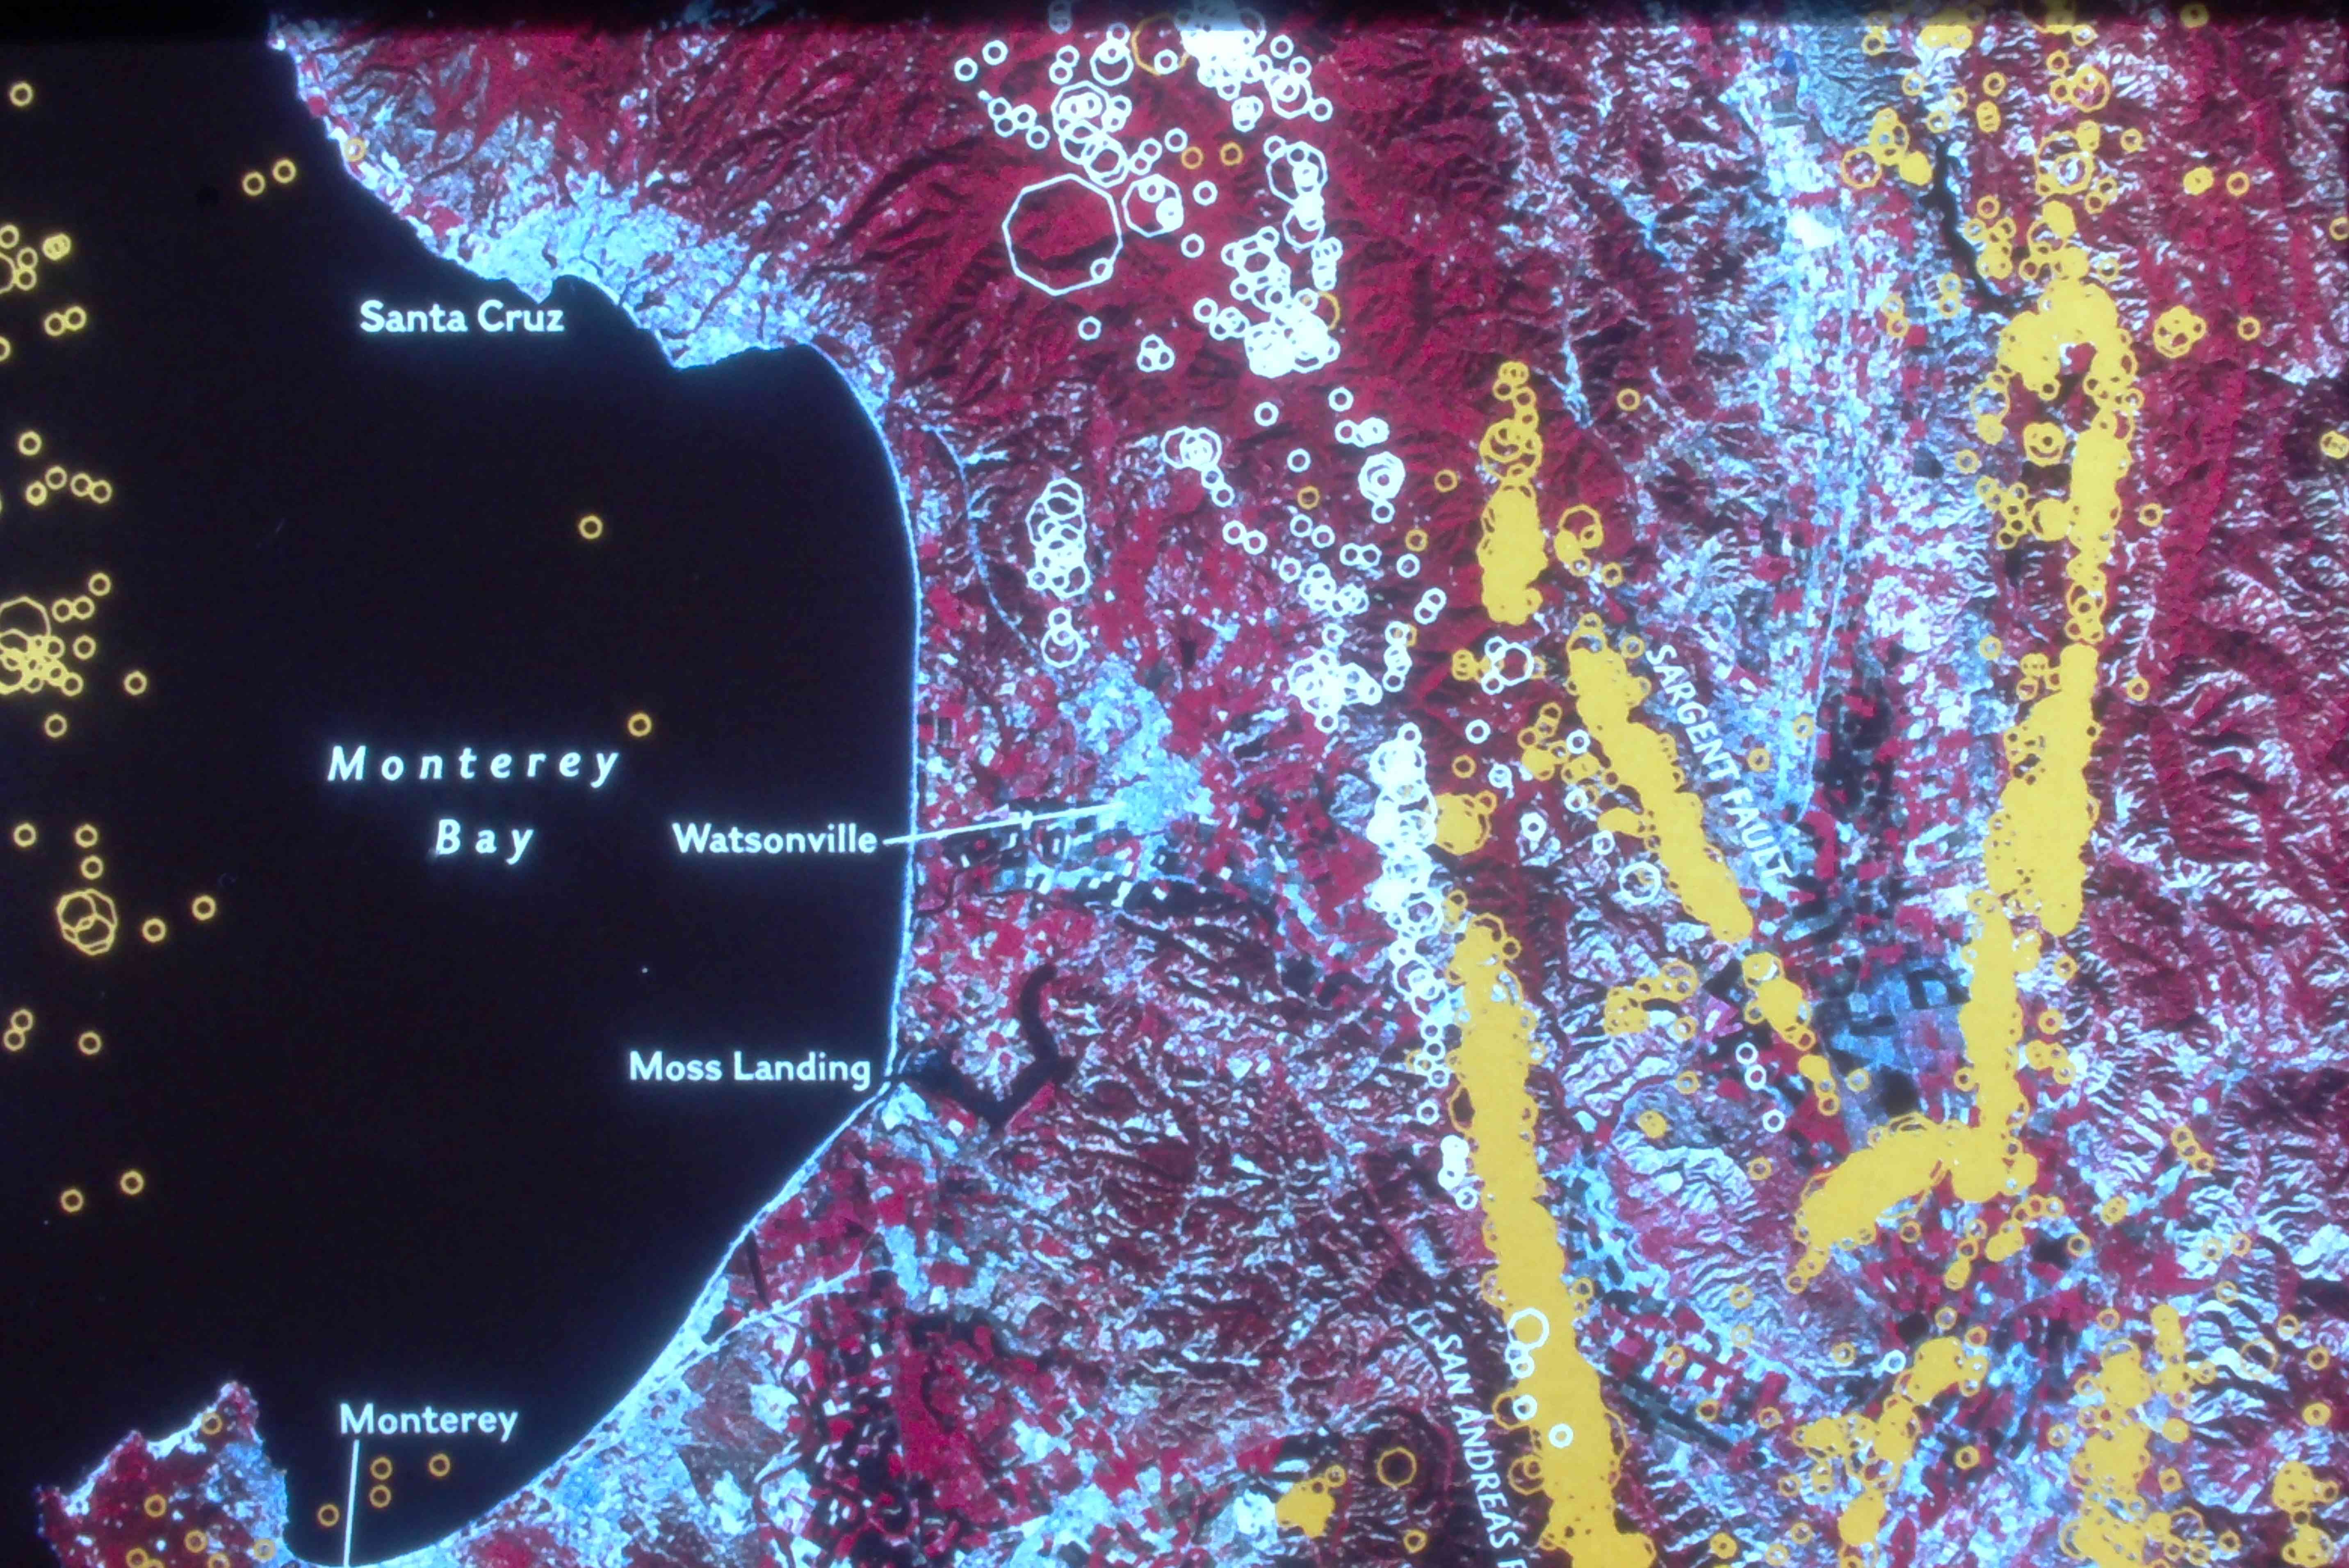 Santa Cruz
SARGENT FAULT
Monterey
Bay
Watsonville
Moss Landing
SAN ANDREAS
Monterey